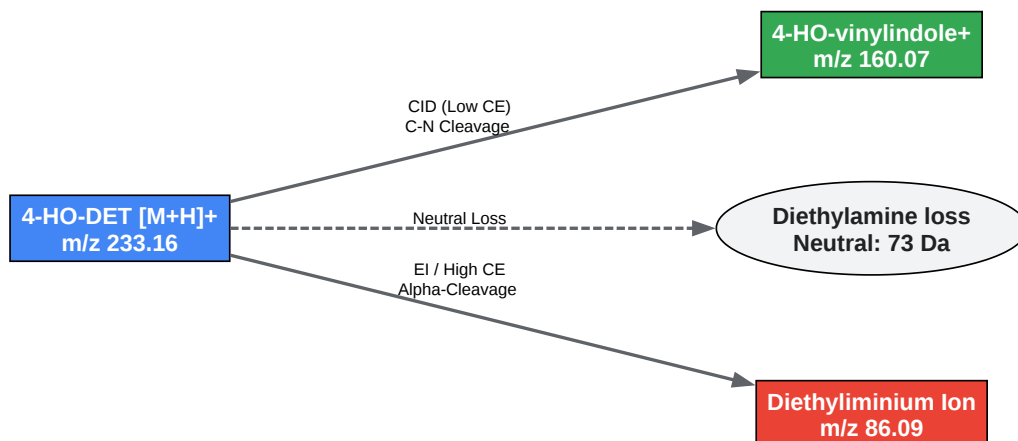 4-HO-vinylindole+
m/z 160.07
CID (Low CE)
C-N Cleavage
4-HO-DET [M+H]+
m/z 233.16
Neutral Loss
Diethylamine loss
Neutral: 73 Da
EI / High CE
Alpha-Cleavage
Diethyliminium Ion
m/z 86.09